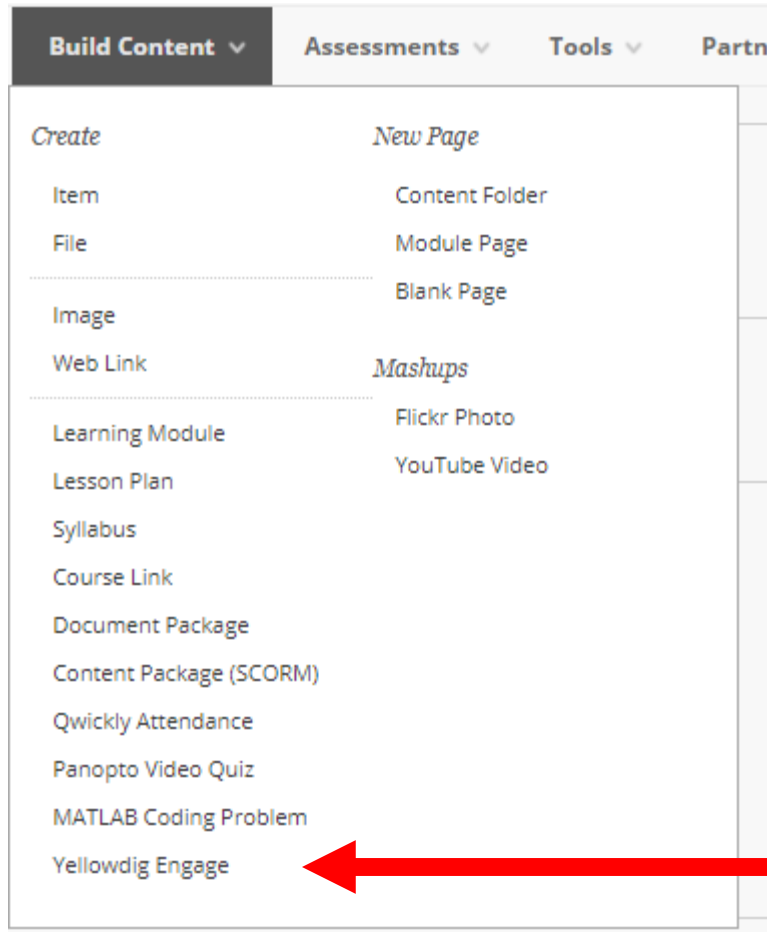 Build Content
Assessments
Tools
Partn
Create
Item
File
Image
Web Link
Learning Module
Lesson Plan
Syllabus
Course Link
Document Package
Content Package (SCORM)
Qwickly Attendance
Panopto Video Quiz
MATLAB Coding Problem
Yellowdig Engage
New Page
Content Folder
Module Page
Blank Page
Mashups
Flickr Photo
YouTube Video